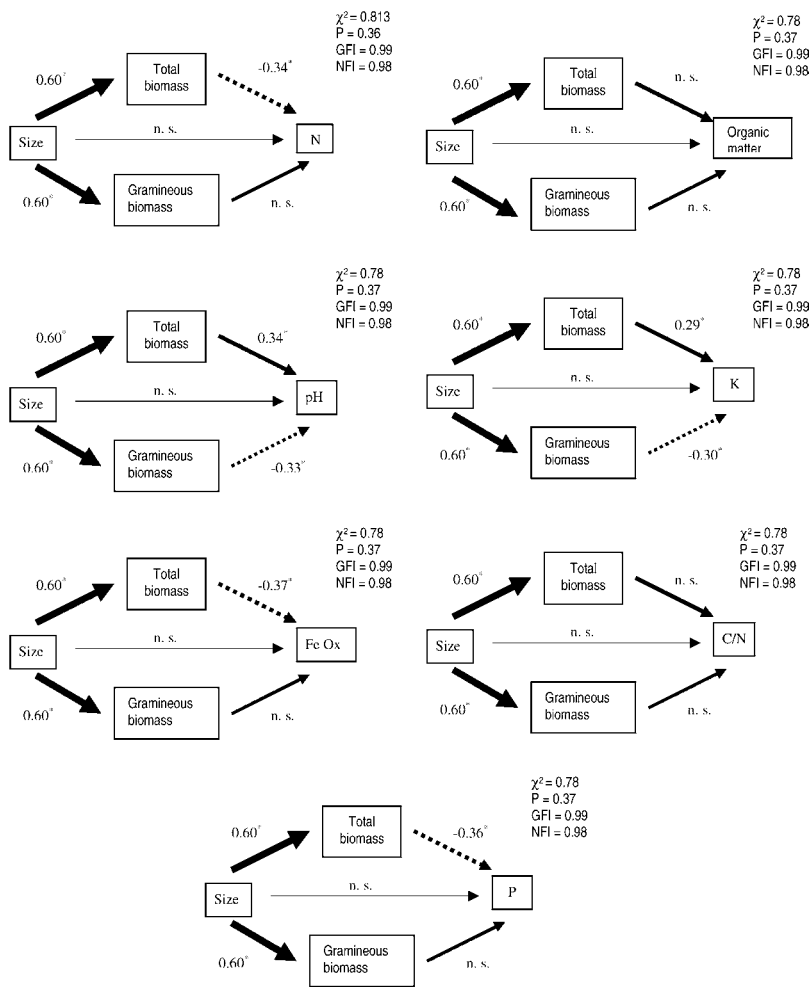 χ² = 0.813
P = 0.36
GFI = 0.99
NFI = 0.98
0.60*
Total
biomass
-0.34*
Size
n. s.
N
0.60*
Gramineous
biomass
n. s.
χ² = 0.78
P = 0.37
GFI = 0.99
NFI = 0.98
0.60*
Total
biomass
n. s.
Size
n. s.
Organic
matter
0.60*
Gramineous
biomass
n. s.
χ² = 0.78
P = 0.37
GFI = 0.99
NFI = 0.98
0.60*
Total
biomass
0.34*
Size
n. s.
pH
0.60*
Gramineous
biomass
-0.33*
χ² = 0.78
P = 0.37
GFI = 0.99
NFI = 0.98
0.60*
Total
biomass
0.29*
Size
n. s.
K
0.60*
Gramineous
biomass
-0.30*
χ² = 0.78
P = 0.37
GFI = 0.99
NFI = 0.98
0.60*
Total
biomass
-0.37*
Size
n. s.
Fe Ox
0.60*
Gramineous
biomass
n. s.
χ² = 0.78
P = 0.37
GFI = 0.99
NFI = 0.98
0.60*
Total
biomass
n. s.
Size
n. s.
C/N
0.60*
Gramineous
biomass
n. s.
χ² = 0.78
P = 0.37
GFI = 0.99
NFI = 0.98
0.60*
Total
biomass
-0.36*
Size
n. s.
P
0.60*
Gramineous
biomass
n. s.